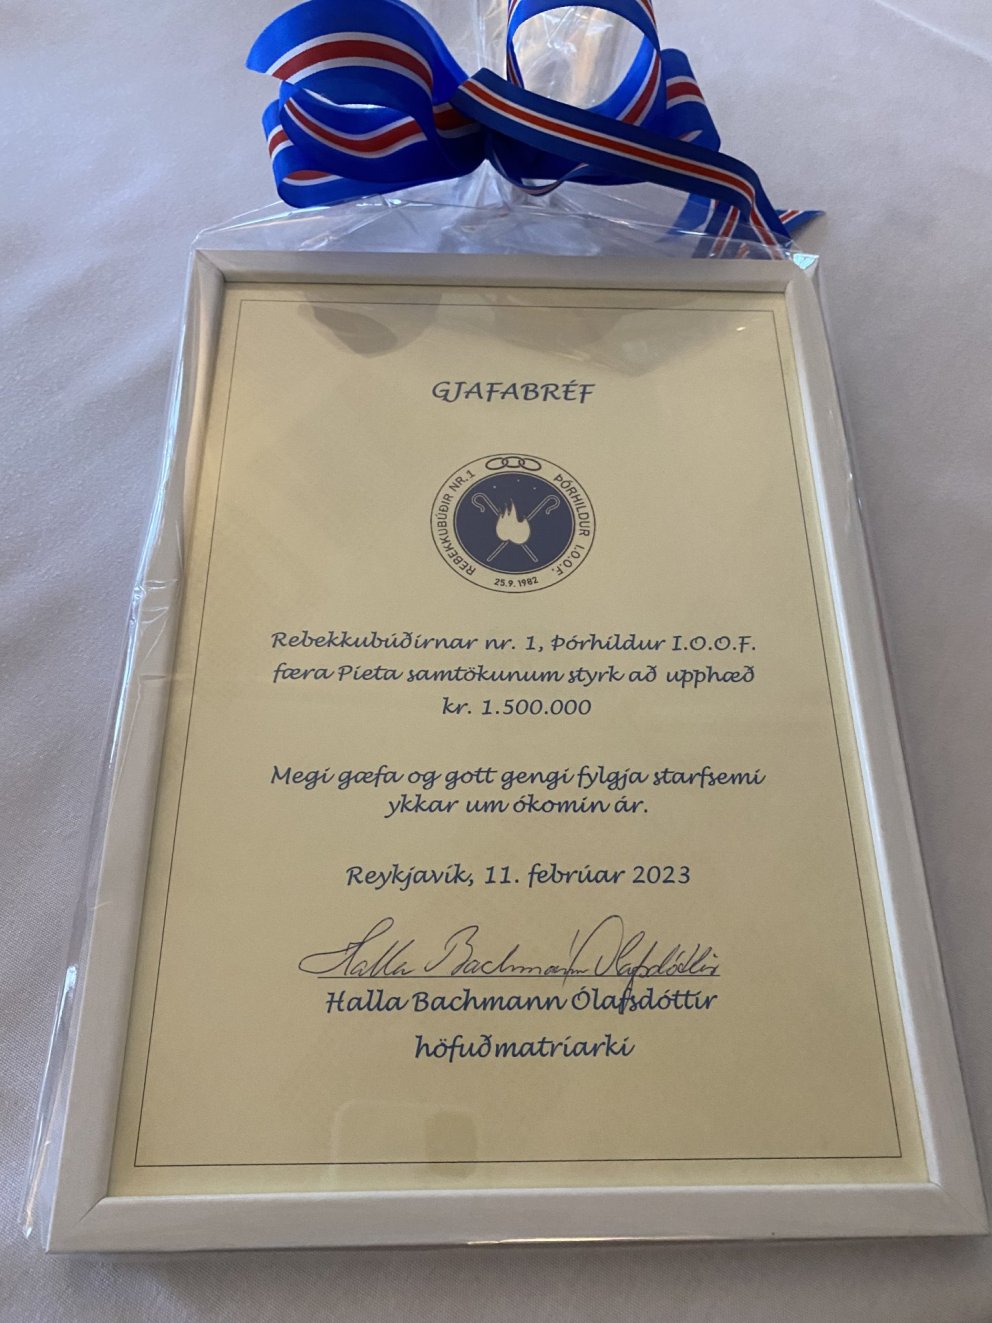 GJAFABRÉF
REBEKKUBÚÐIR NR.1 ÞÓRHILDUR I.O.O.F.
25.9.1982
Rebekkubúðirnar nr. 1, Þórhildur I.O.O.F.
færa Pieta samtökunum styrk að upphæð
kr. 1.500.000
Megi gæfa og gott gengi fylgja starfsemi
ykkar um ókomin ár.
Reykjavík, 11. febrúar 2023
Halla Bachmann Ólafsdóttir
Halla Bachmann Ólafsdóttir
höfuðmatríarki